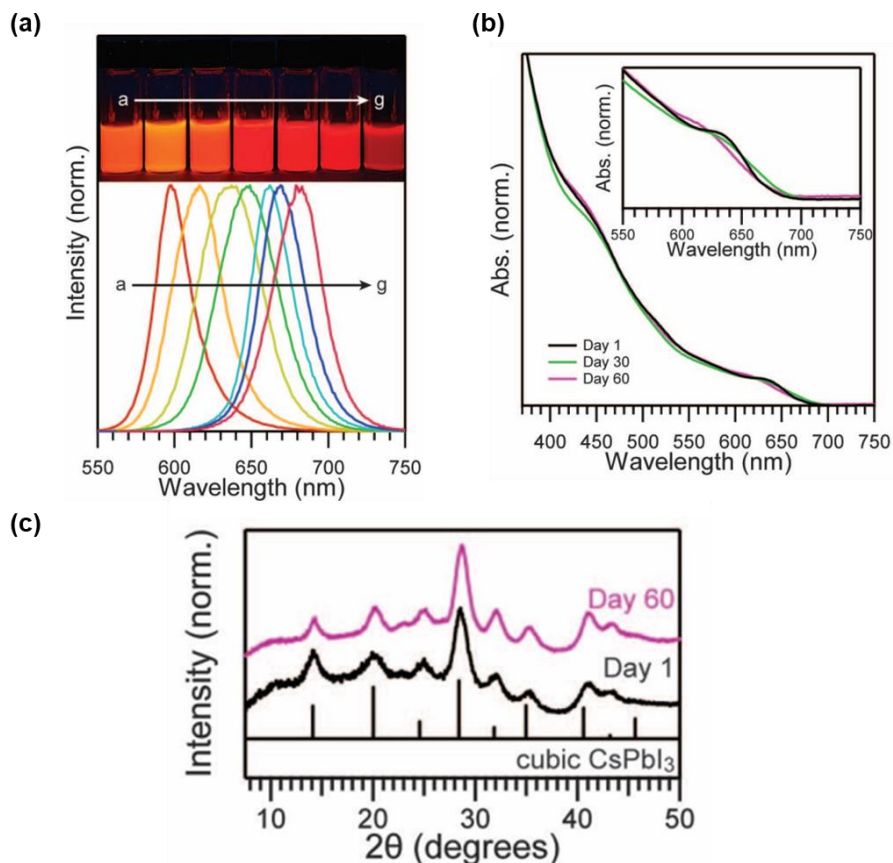 (a)
a
g
Intensity (norm.)
a
g
550 600 650 700 750
Wavelength (nm)
(b)
Abs. (norm.)
Abs. (norm.)
550 600 650 700 750
Wavelength (nm)
Day 1
Day 30
Day 60
400 450 500 550 600 650 700 750
Wavelength (nm)
(c)
Intensity (norm.)
Day 60
Day 1
cubic CsPbI₃
10 20 30 40 50
2θ (degrees)